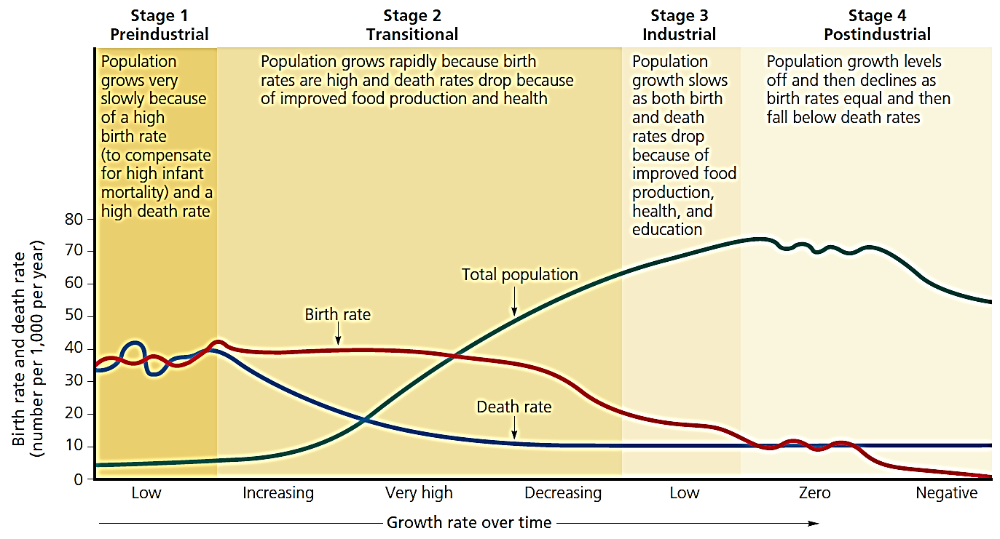 Stage 1
Preindustrial
Stage 2
Transitional
Stage 3
Industrial
Stage 4
Postindustrial
Population
grows very
slowly because
of a high
birth rate
(to compensate
for high infant
mortality) and a
high death rate
Population grows rapidly because birth
rates are high and death rates drop because
of improved food production and health
Population
growth slows
as both birth
and death
rates drop
because of
improved food
production,
health, and
education
Population growth levels
off and then declines as
birth rates equal and then
fall below death rates
80
70
60
50
40
30
20
10
0
Birth rate and death rate
(number per 1,000 per year)
Total population
Birth rate
Death rate
Low
Increasing
Very high
Decreasing
Low
Zero
Negative
Growth rate over time